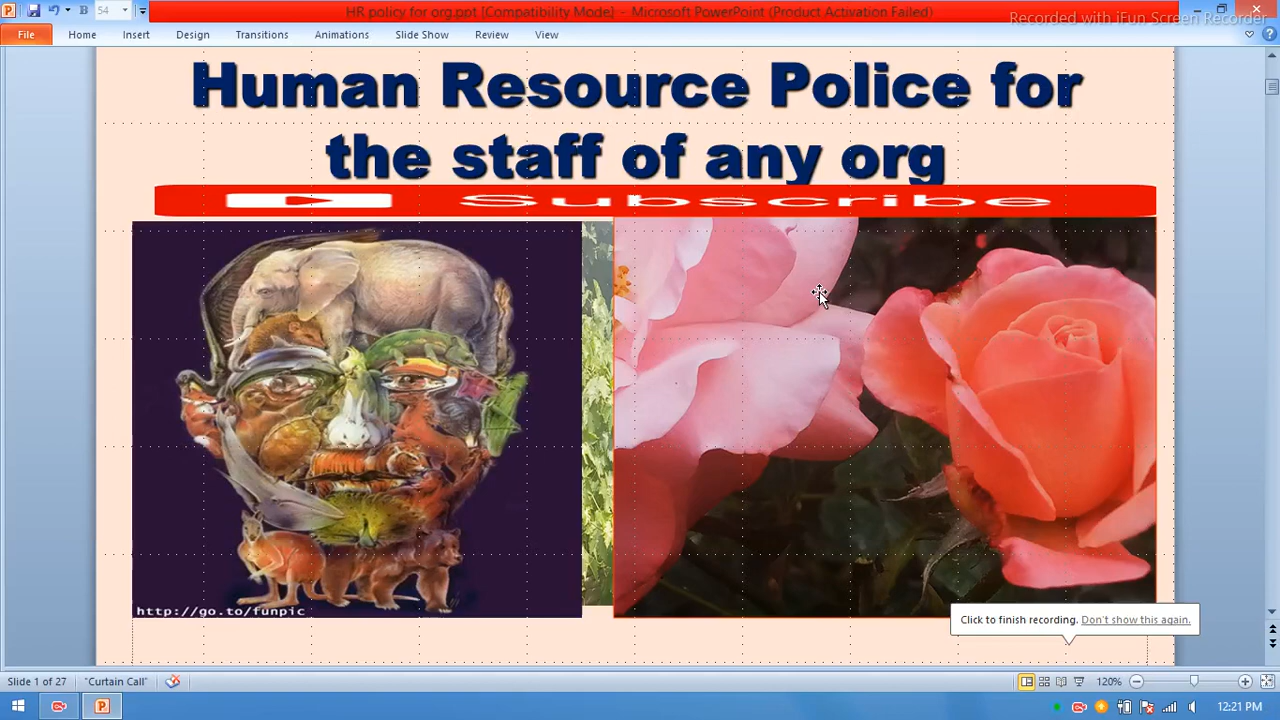 HR policy for org.ppt [Compatibility Mode] - Microsoft PowerPoint (Product Activation Failed)
54
Recorded with iFun Screen Recorder
File Home Insert Design Transitions Animations Slide Show Review View
Human Resource Police for
the staff of any org
Subscribe
http://go.to/funpic
Click to finish recording. Don't show this again.
Slide 1 of 27 "Curtain Call" 120%
12:21 PM